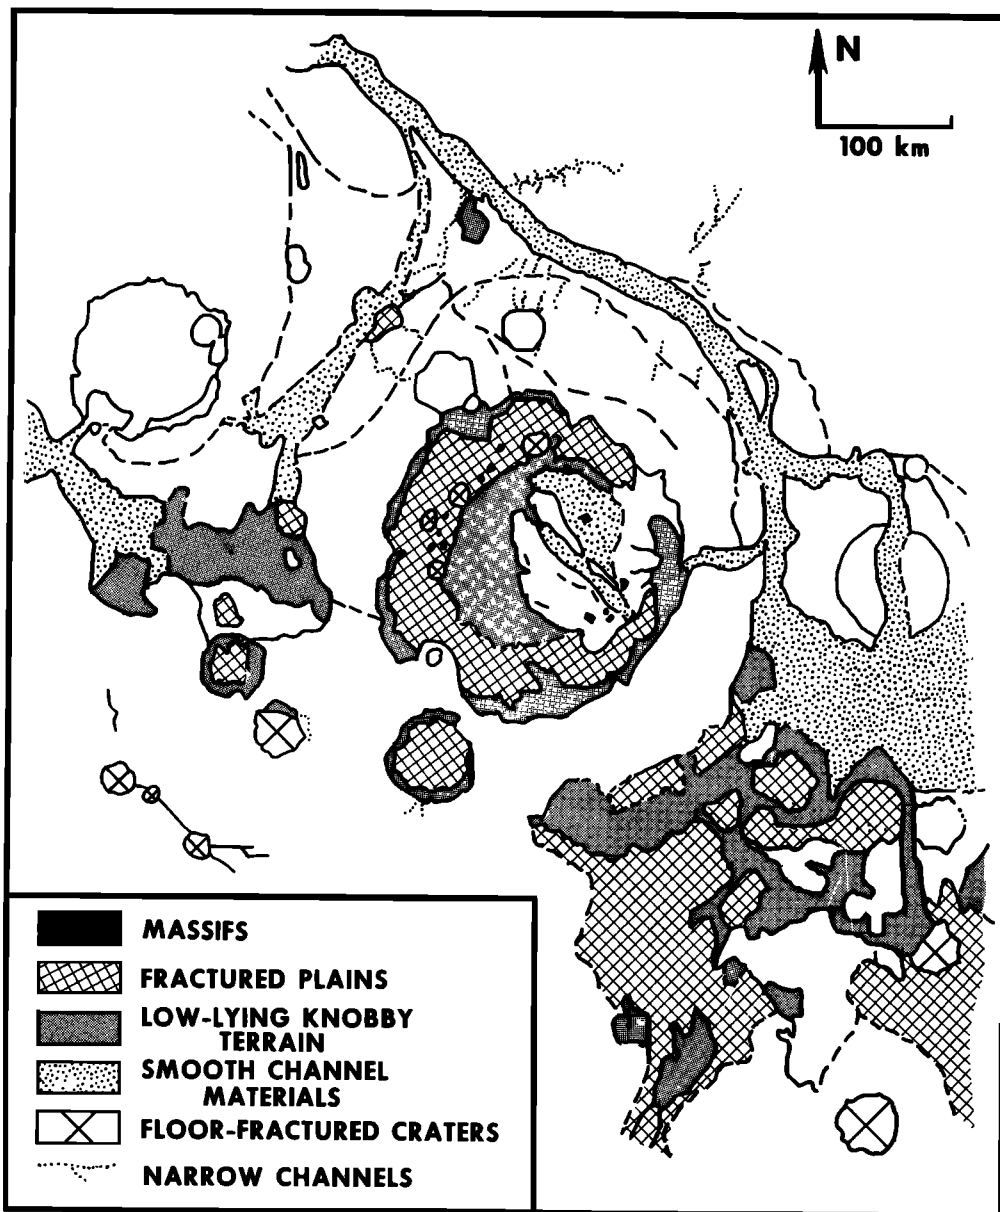 N
100 km
MASSIFS
FRACTURED PLAINS
LOW-LYING KNOBBY
TERRAIN
SMOOTH CHANNEL
MATERIALS
FLOOR-FRACTURED CRATERS
NARROW CHANNELS